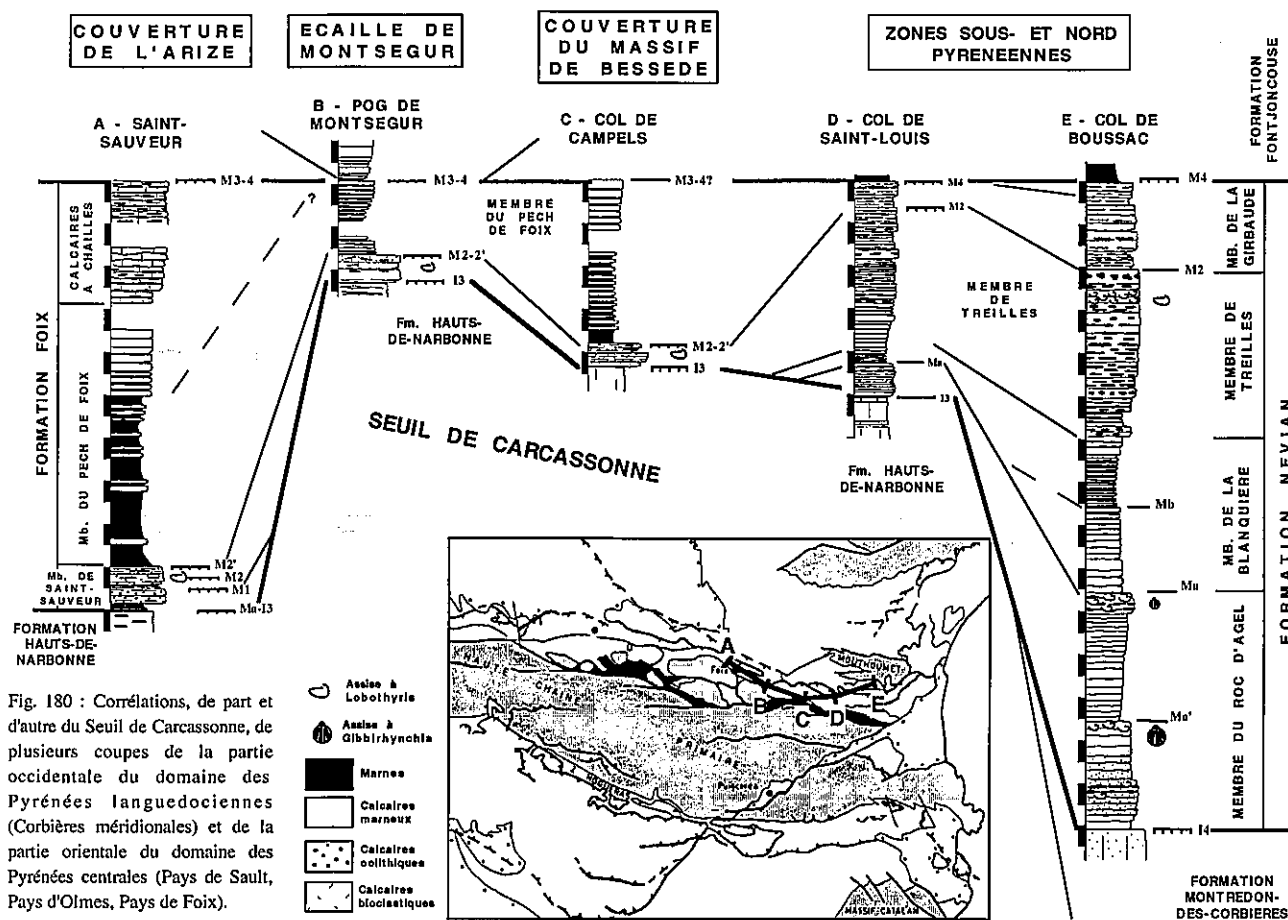 COUVERTURE
DE L'ARIZE
ECAILLE DE
MONTSEGUR
COUVERTURE
DU MASSIF
DE BESSEDE
ZONES SOUS- ET NORD
PYRENEENNES
A - SAINT-
SAUVEUR
B - POG DE
MONTSEGUR
C - COL DE
CAMPELS
D - COL DE
SAINT-LOUIS
E - COL DE
BOUSSAC
FORMATION
FONTJONCOUSE
M3-4
M3-4
M3-4?
M4
M4
?
MEMBRE
DU PECH
DE FOIX
M2
M2
M2-2'
I3
M2-2'
I3
Ma
I3
CALCAIRES
A CHAILLES
Mb. DU PECH DE FOIX
FORMATION FOIX
Mb. DE
SAINT-
SAUVEUR
M2'
M2
M1
Ma-I3
FORMATION
HAUTS-DE-
NARBONNE
Fm. HAUTS-
DE-NARBONNE
SEUIL DE CARCASSONNE
Fm. HAUTS-
DE-NARBONNE
MEMBRE
DE
TREILLES
MB. DE LA
GIRBAUDE
MEMBRE DE
TREILLES
MB. DE LA
BLANQUIERE
MEMBRE DU ROC D'AGEL
FORMATION NEVIAN
Mb
Ma
Ma'
I4
FORMATION
MONTREDON-
DES-CORBIERES
A
Foix
MOUTHOUMET
B
C
D
E
HAUTE CHAINE
PRIMAIRE
NOGUERAS
Puigcerda
MASSIF CATALAN
Assise à
Lobothyris
Assise à
Gibbirhynchia
Marnes
Calcaires
marneux
Calcaires
oolithiques
Calcaires
bioclastiques
Fig. 180 : Corrélations, de part et
d'autre du Seuil de Carcassonne, de
plusieurs coupes de la partie
occidentale du domaine des
Pyrénées languedociennes
(Corbières méridionales) et de la
partie orientale du domaine des
Pyrénées centrales (Pays de Sault,
Pays d'Olmes, Pays de Foix).